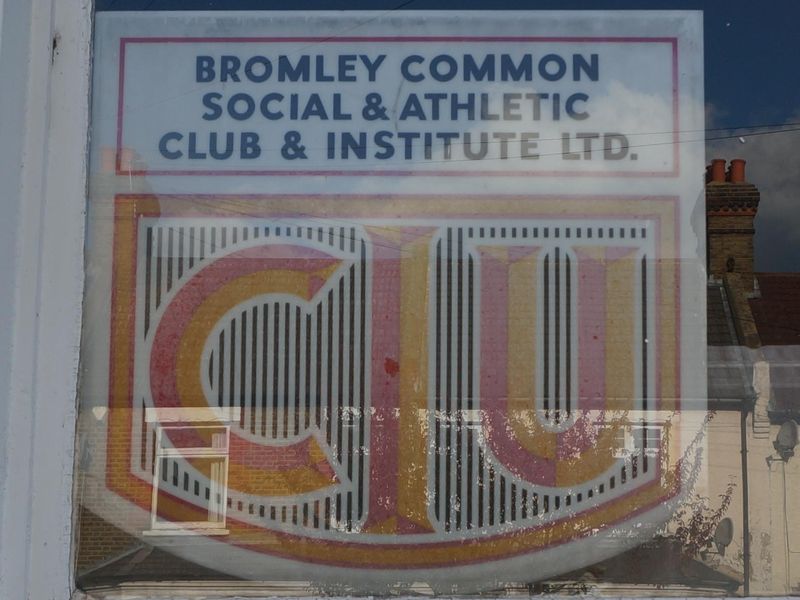 BROMLEY COMMON
SOCIAL & ATHLETIC
CLUB & INSTITUTE LTD.
CIU